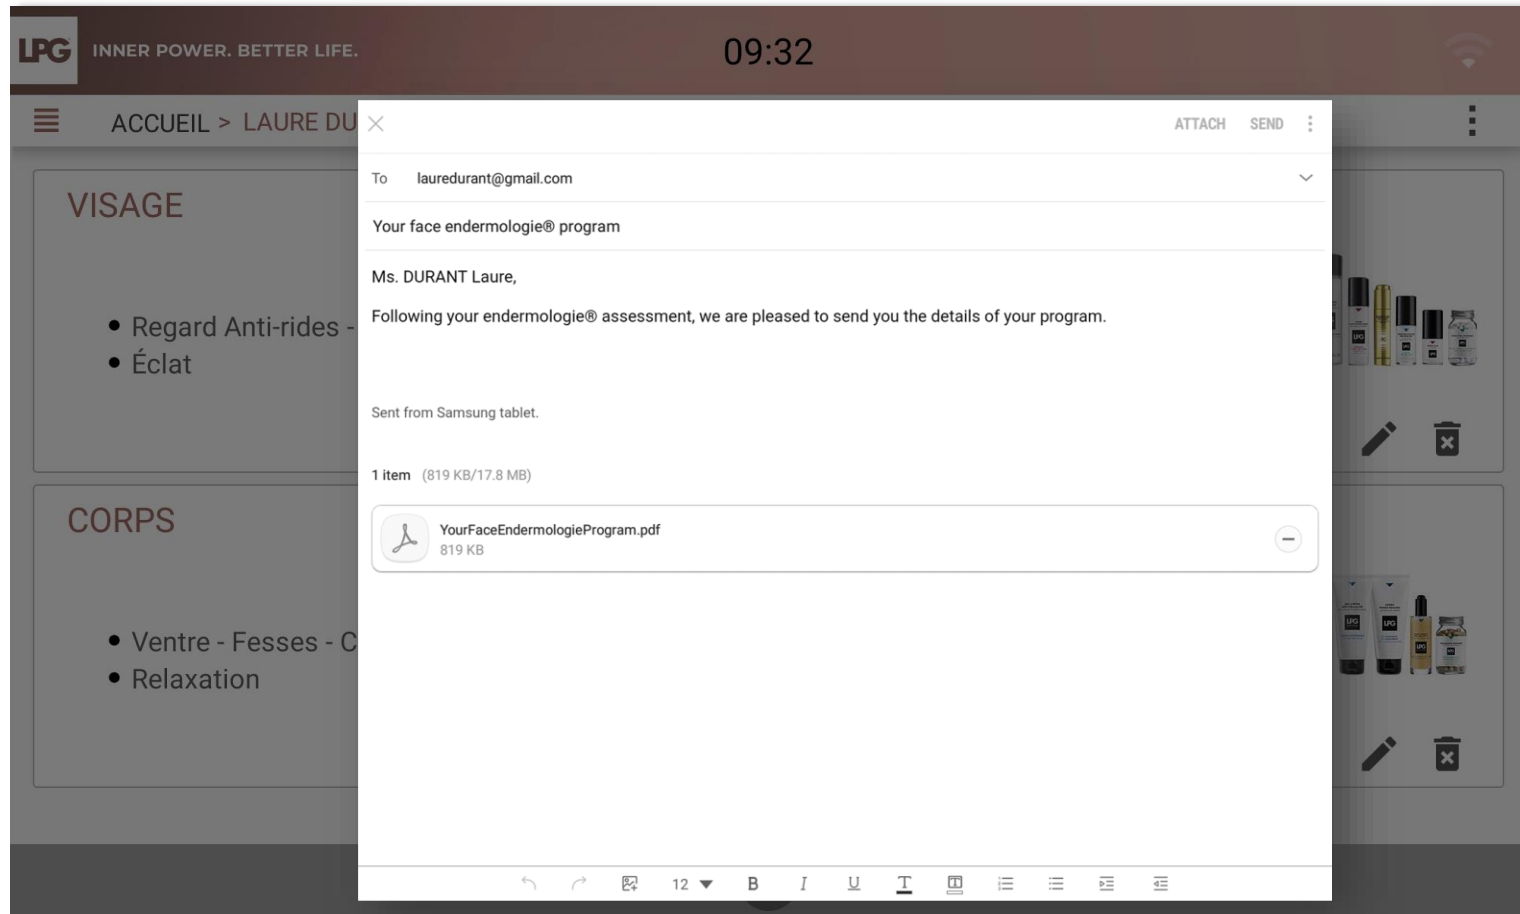 LPG INNER POWER. BETTER LIFE.
09:32
ACCUEIL > LAURE DU
ATTACH SEND
To lauredurant@gmail.com
Your face endermologie® program
Ms. DURANT Laure,
Following your endermologie® assessment, we are pleased to send you the details of your program.
Sent from Samsung tablet.
1 item (819 KB/17.8 MB)
YourFaceEndermologieProgram.pdf
819 KB
12 B I U T
VISAGE
Regard Anti-rides -
Éclat
CORPS
Ventre - Fesses - C
Relaxation